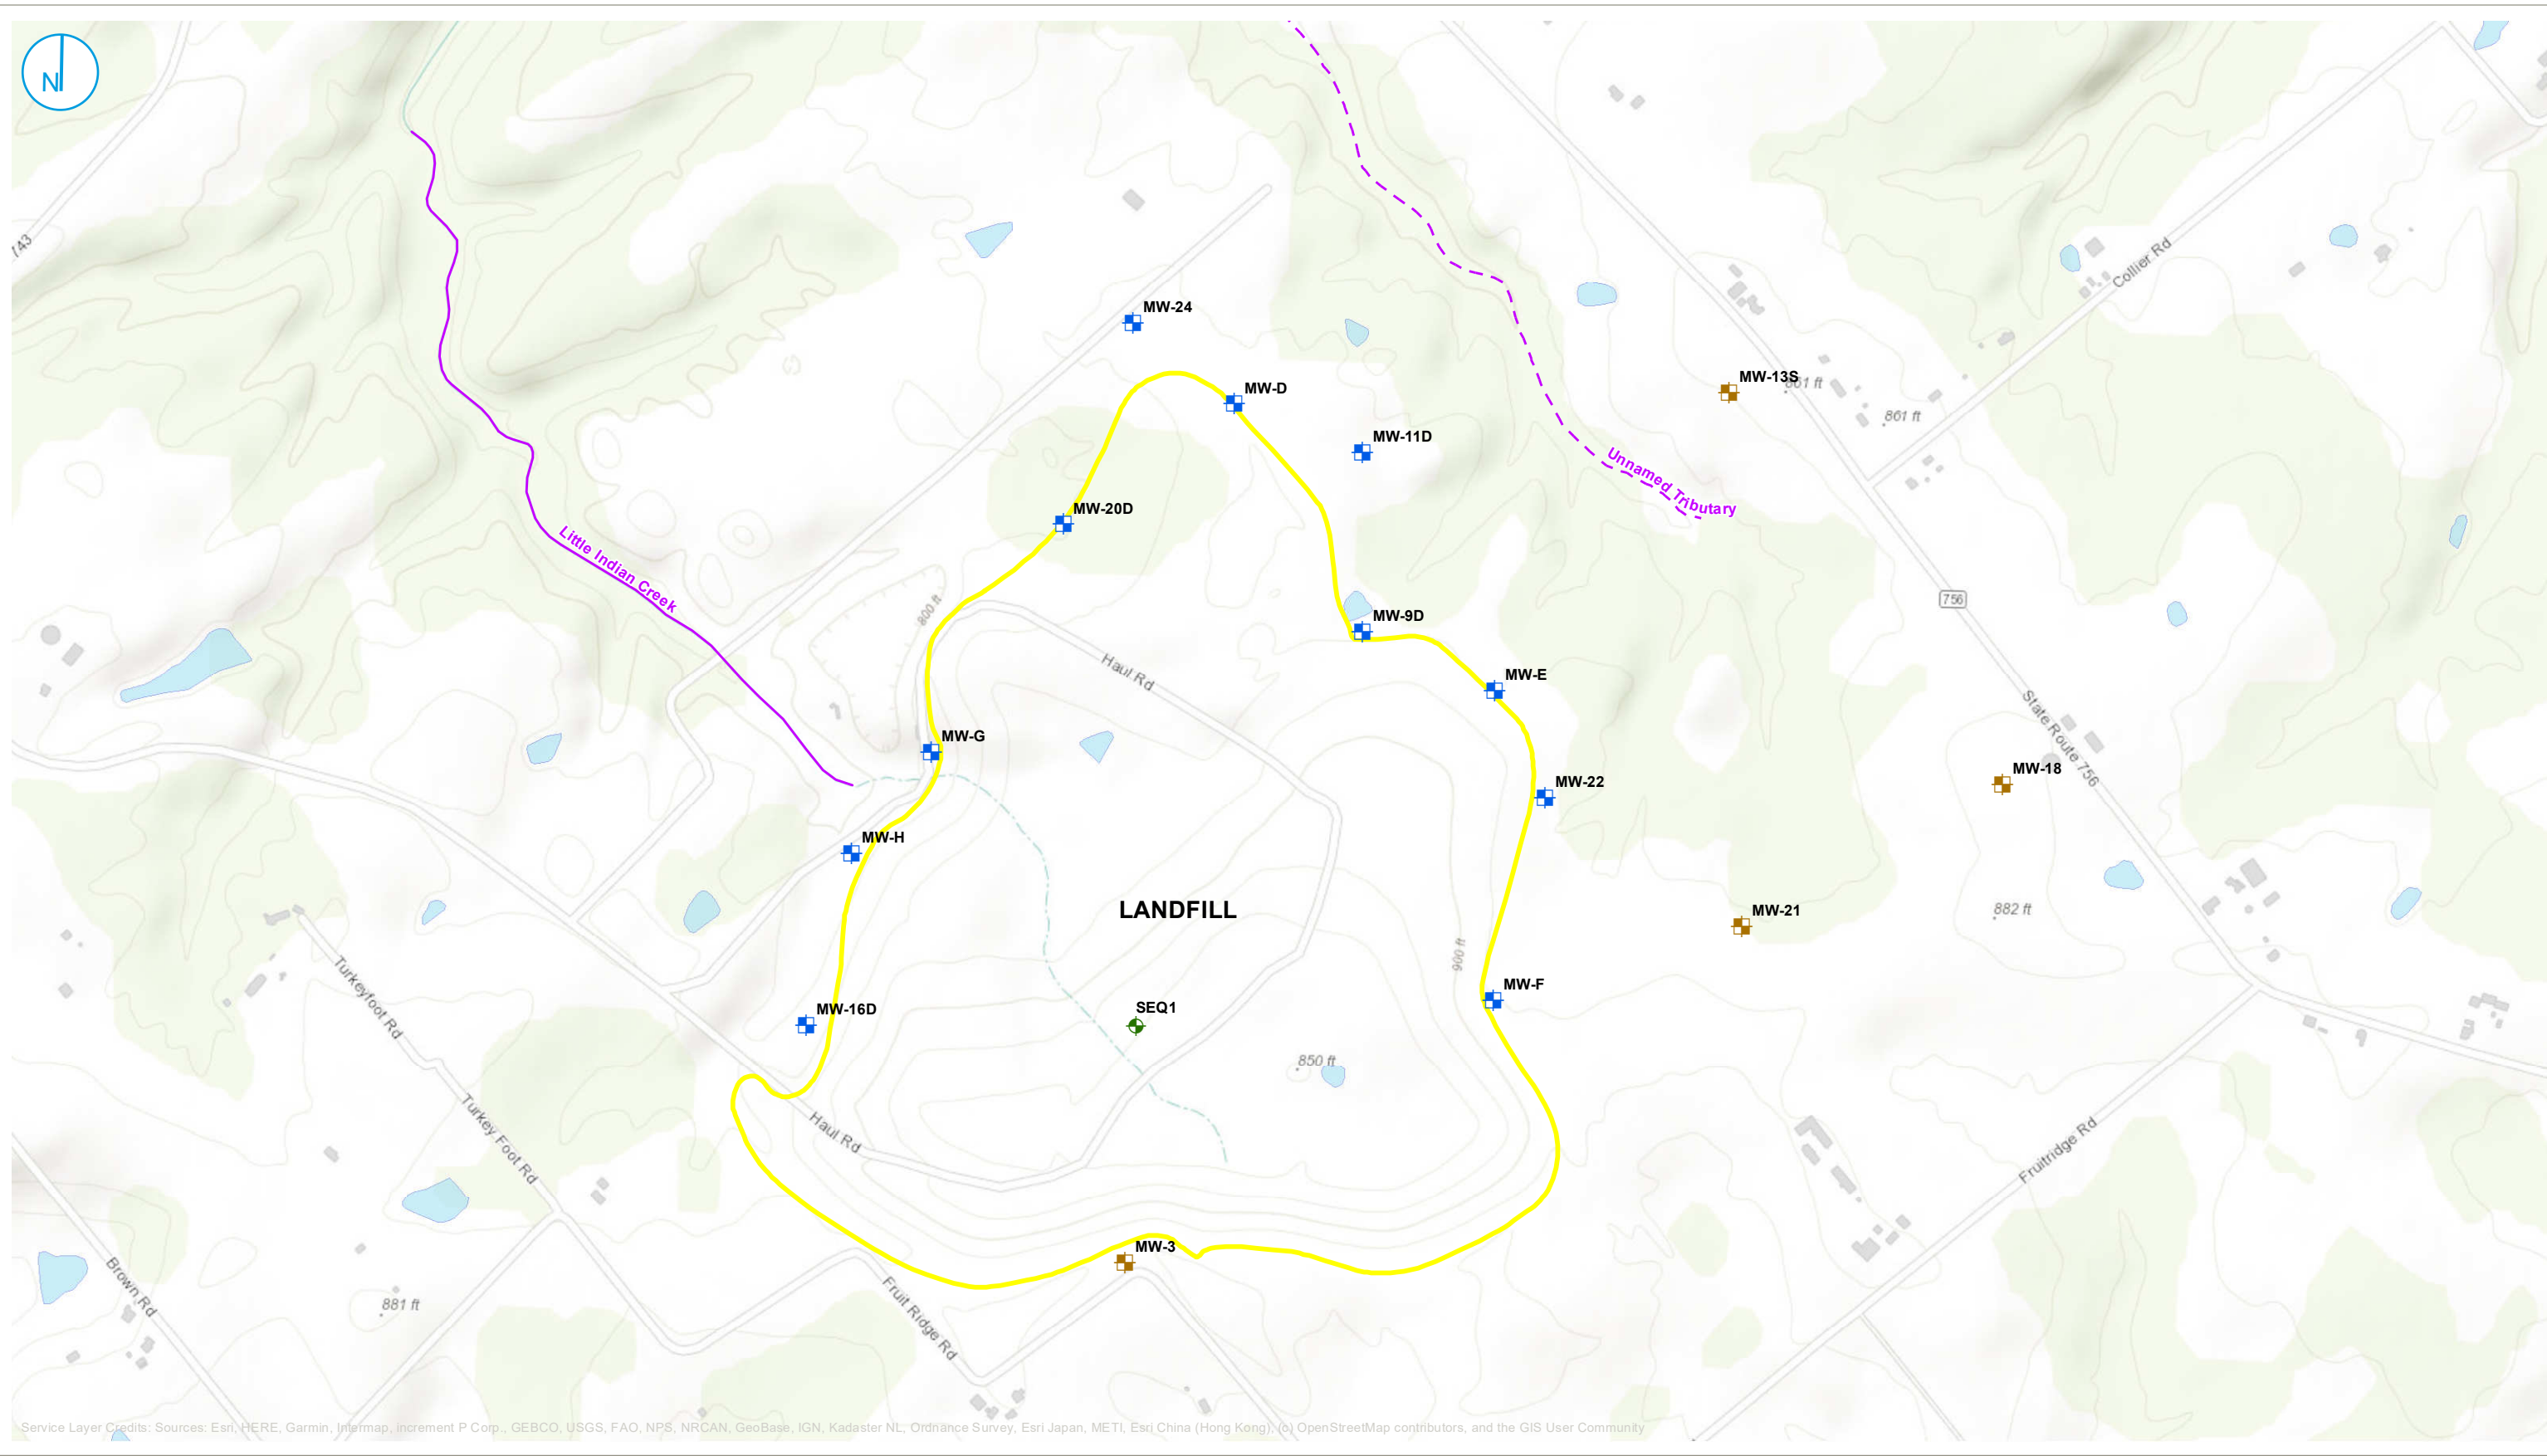 N
743
MW-24
Collier Rd
MW-D
MW-13S
861 ft
861 ft
MW-11D
Unnamed Tributary
MW-20D
Little Indian Creek
800 ft
756
MW-9D
Haul Rd
MW-E
State Route 756
MW-G
MW-22
MW-18
MW-H
LANDFILL
882 ft
MW-21
900 ft
Turkeyfoot Rd
MW-F
MW-16D
SEQ1
850 ft
Turkey Foot Rd
Haul Rd
Fruitridge Rd
MW-3
Brown Rd
881 ft
Fruit Ridge Rd
Service Layer Credits: Sources: Esri, HERE, Garmin, Intermap, increment P Corp., GEBCO, USGS, FAO, NPS, NRCAN, GeoBase, IGN, Kadaster NL, Ordnance Survey, Esri Japan, METI, Esri China (Hong Kong), (c) OpenStreetMap contributors, and the GIS User Community